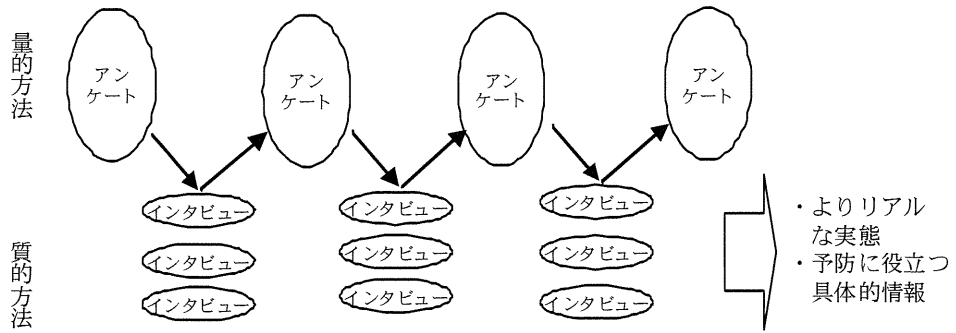 量的方法
アン
ケート
アン
ケート
アン
ケート
アン
ケート
質的方法
インタビュー
インタビュー
インタビュー
インタビュー
インタビュー
インタビュー
インタビュー
インタビュー
インタビュー
・よりリアル
な実態
・予防に役立つ
具体的情報